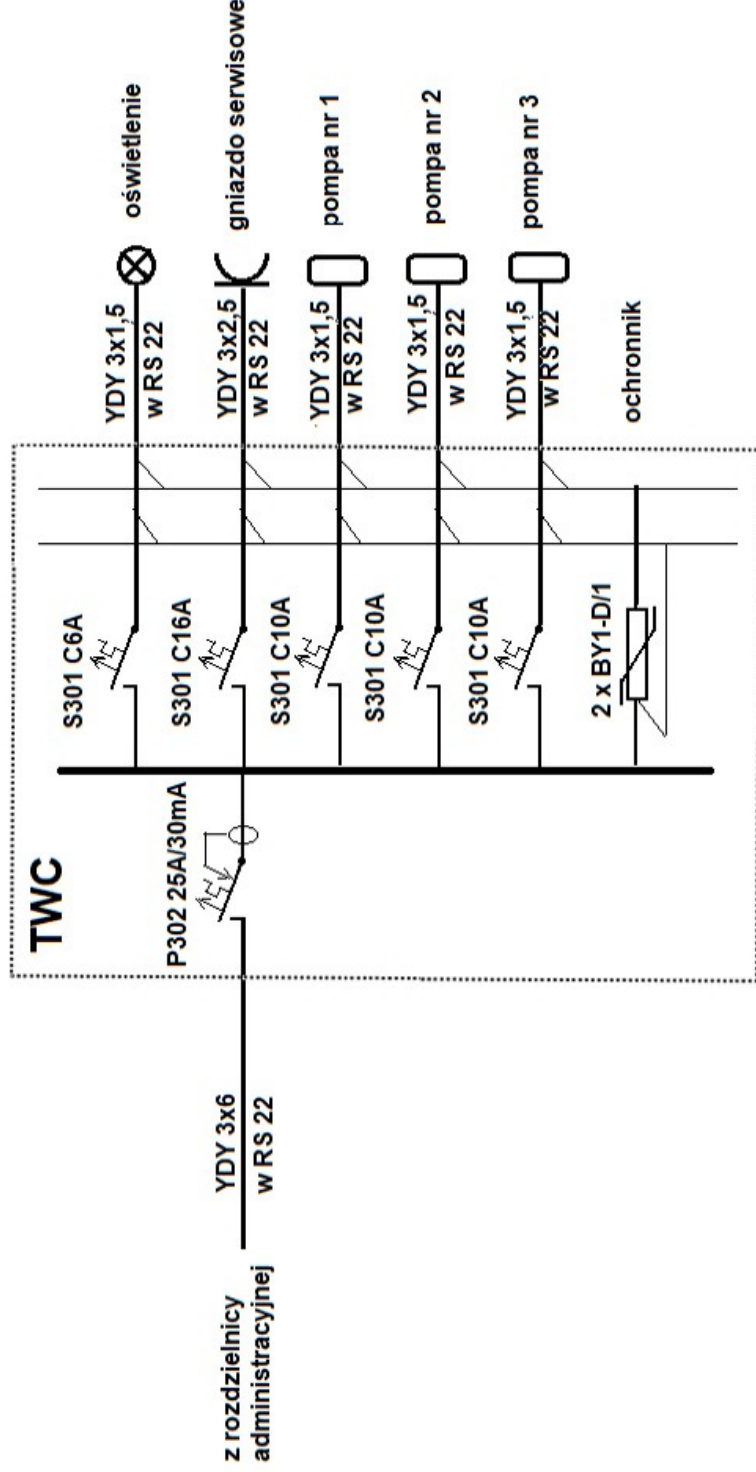 TWC
z rozdzielnicy
administracyjnej
YDY 3x6
w RS 22
P302 25A/30mA
S301 C6A
YDY 3x1,5
w RS 22
oświetlenie
S301 C16A
YDY 3x2,5
w RS 22
gniazdo serwisowe
S301 C10A
YDY 3x1,5
w RS 22
pompa nr 1
S301 C10A
YDY 3x1,5
w RS 22
pompa nr 2
S301 C10A
YDY 3x1,5
w RS 22
pompa nr 3
2 x BY1-D/1
ochronnik